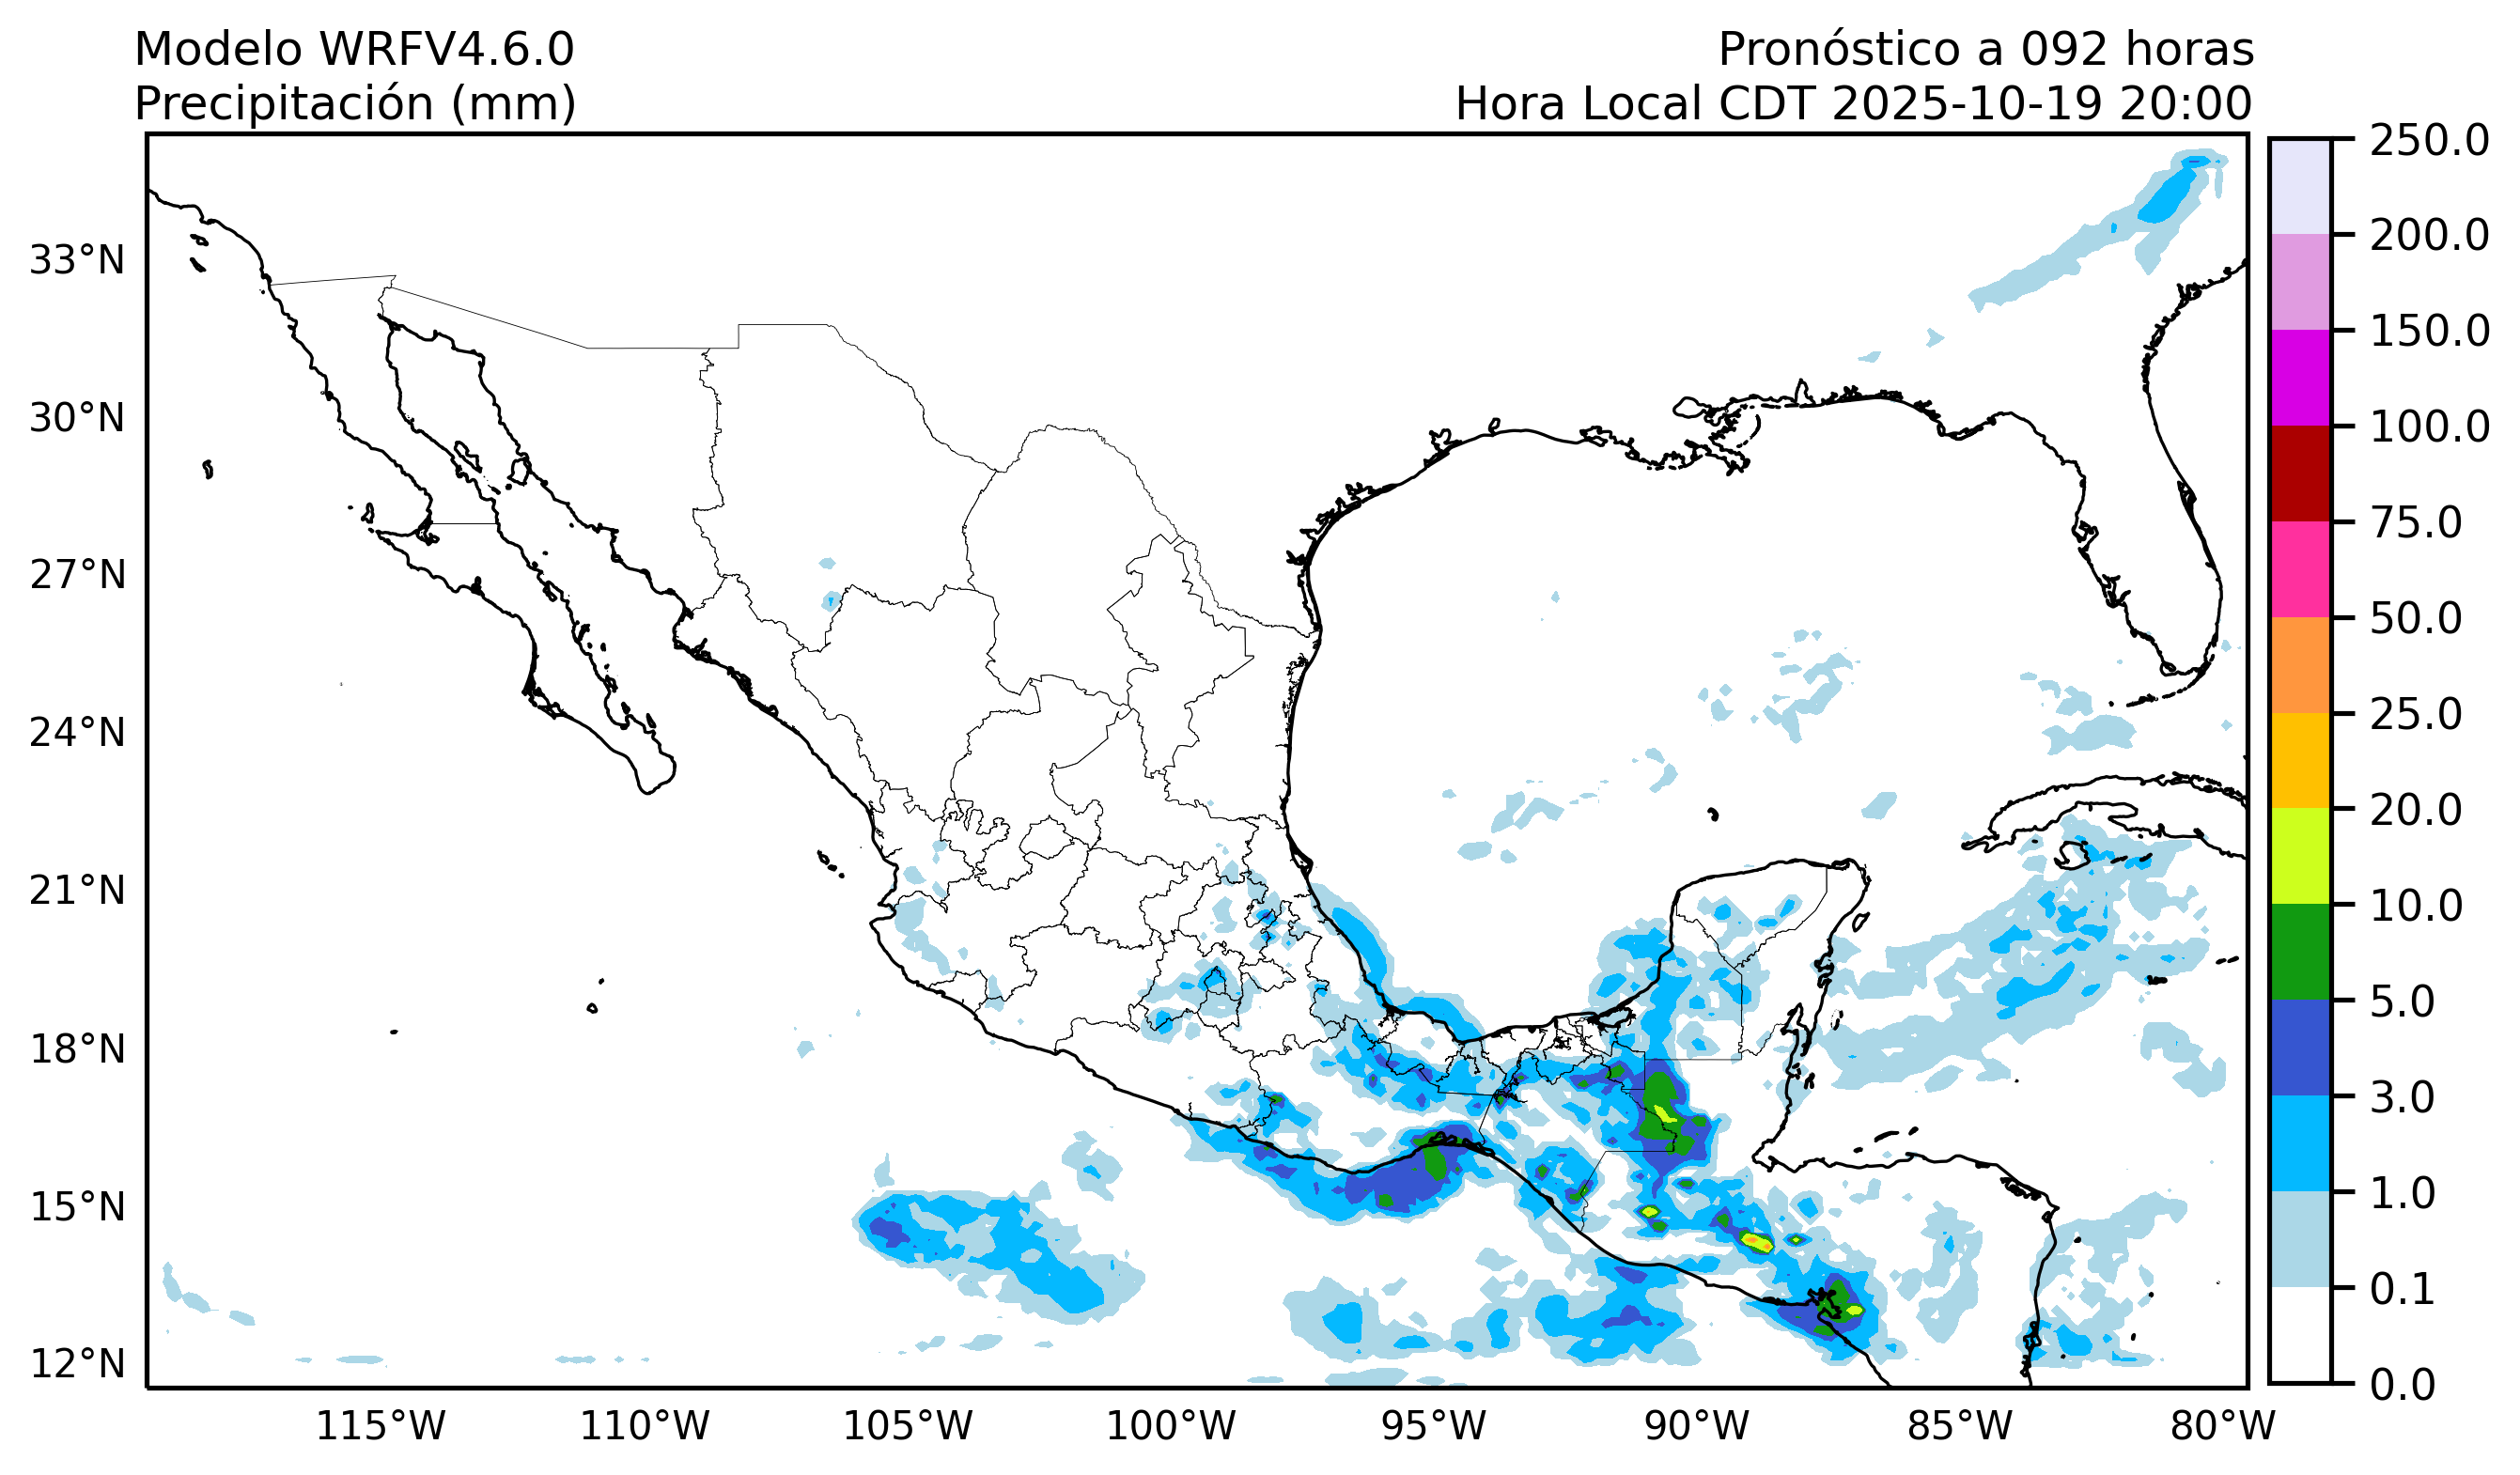 Modelo WRFV4.6.0
Precipitación (mm)
Pronóstico a 092 horas
Hora Local CDT 2025-10-19 20:00
33°N
30°N
27°N
24°N
21°N
18°N
15°N
12°N
115°W
110°W
105°W
100°W
95°W
90°W
85°W
80°W
250.0
200.0
150.0
100.0
75.0
50.0
25.0
20.0
10.0
5.0
3.0
1.0
0.1
0.0